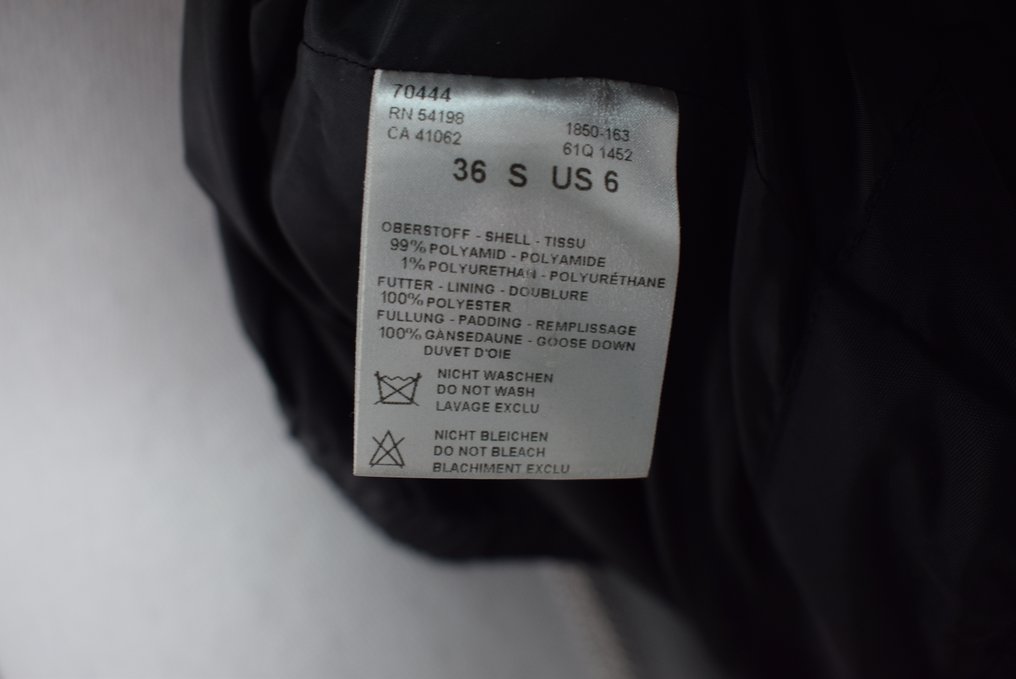 70444
RN 54198
CA 41062
1850-163
61Q 1452
36 S US 6
OBERSTOFF - SHELL - TISSU
99% POLYAMID - POLYAMIDE
1% POLYURETHAN - POLYURÉTHANE
FUTTER - LINING - DOUBLURE
100% POLYESTER
FÜLLUNG - PADDING - REMPLISSAGE
100% GÄNSEDAUNE - GOOSE DOWN
DUVET D'OIE
NICHT WASCHEN
DO NOT WASH
LAVAGE EXCLU
NICHT BLEICHEN
DO NOT BLEACH
BLACHIMENT EXCLU